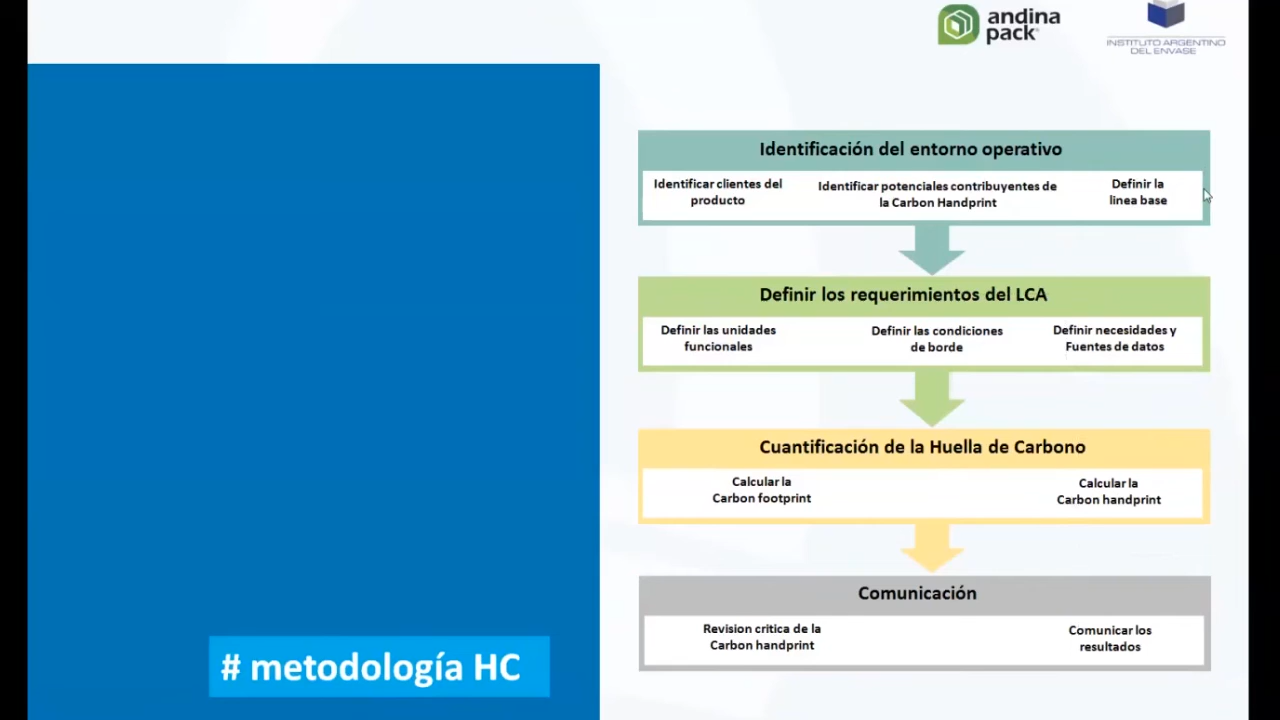 andina
pack®
INSTITUTO ARGENTINO
DEL ENVASE
Identificación del entorno operativo
Identificar clientes del
producto
Identificar potenciales contribuyentes de
la Carbon Handprint
Definir la
linea base
Definir los requerimientos del LCA
Definir las unidades
funcionales
Definir las condiciones
de borde
Definir necesidades y
Fuentes de datos
Cuantificación de la Huella de Carbono
Calcular la
Carbon footprint
Calcular la
Carbon handprint
Comunicación
Revision critica de la
Carbon handprint
Comunicar los
resultados
# metodología HC